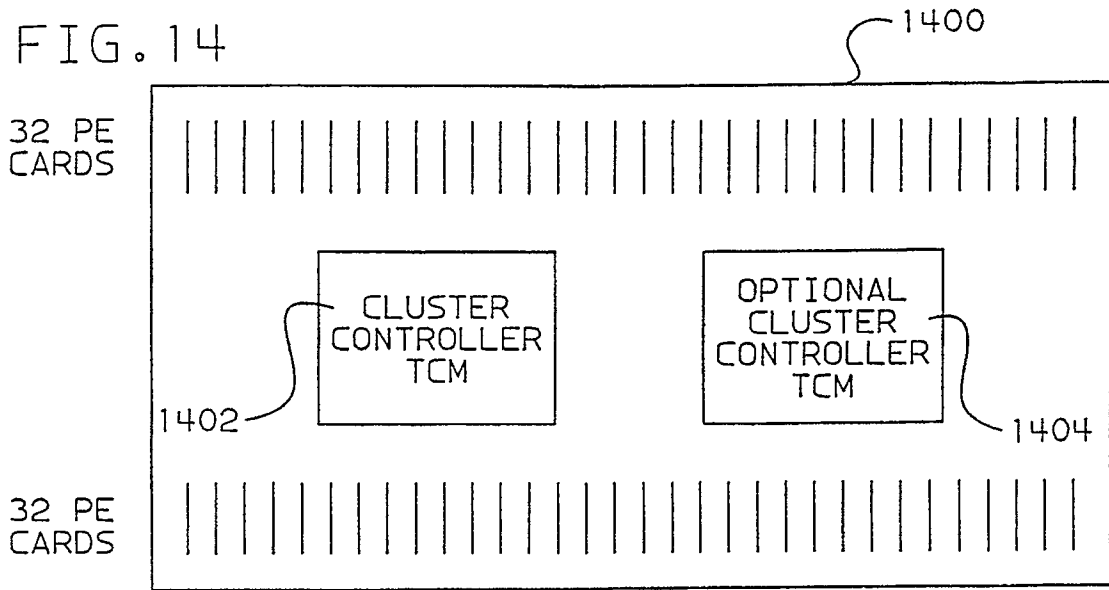 FIG.14
1400
32 PE
CARDS
CLUSTER
CONTROLLER
TCM
OPTIONAL
CLUSTER
CONTROLLER
TCM
1402
1404
32 PE
CARDS